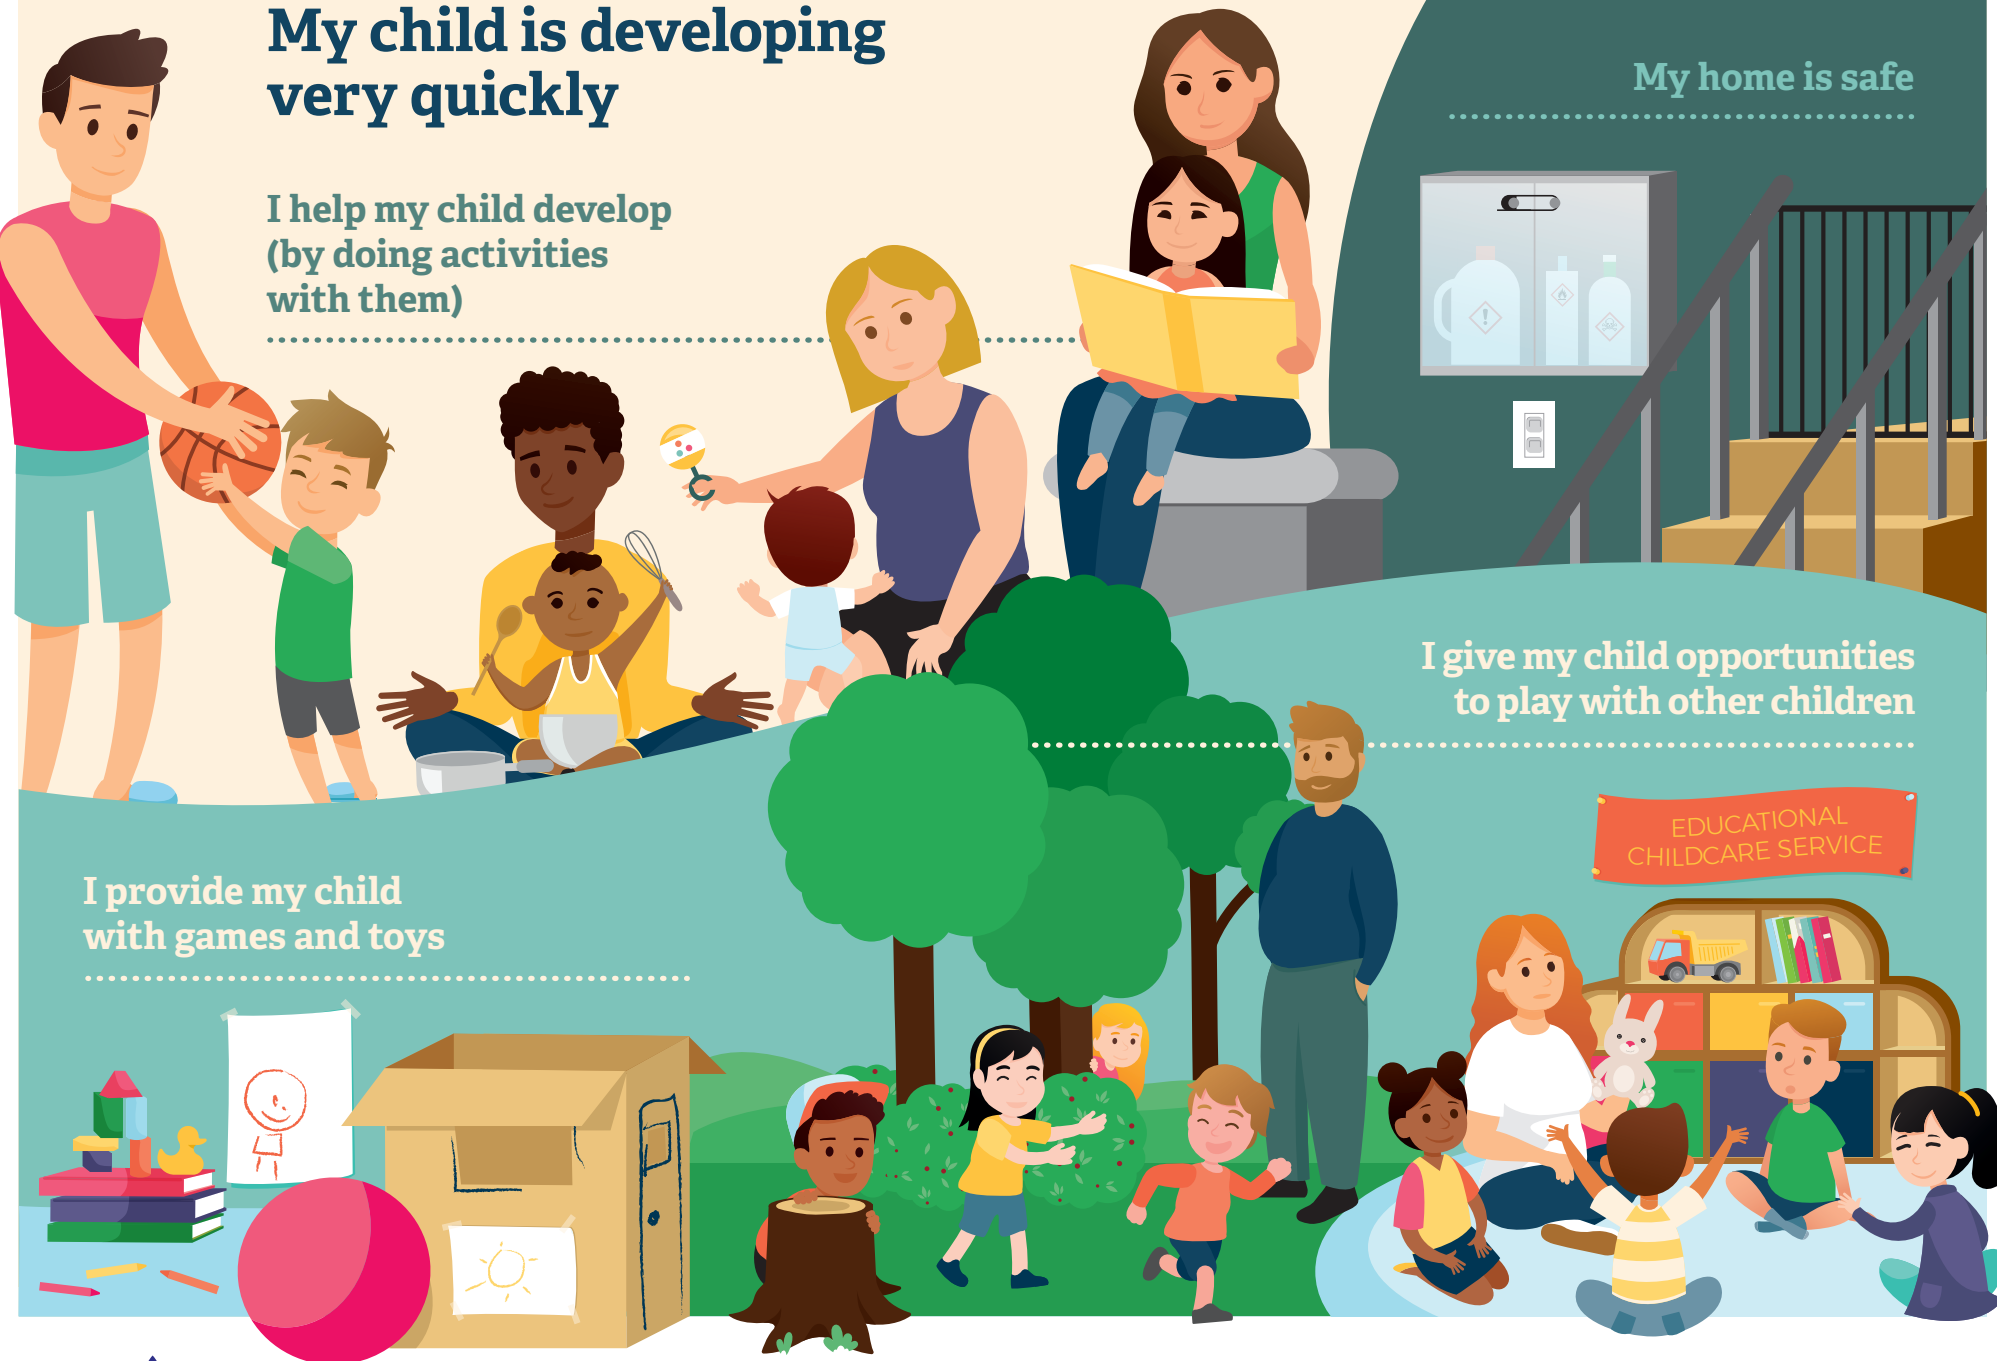 My child is developing
very quickly
I help my child develop
(by doing activities
with them)
My home is safe
I give my child opportunities
to play with other children
EDUCATIONAL
CHILDCARE SERVICE
I provide my child
with games and toys